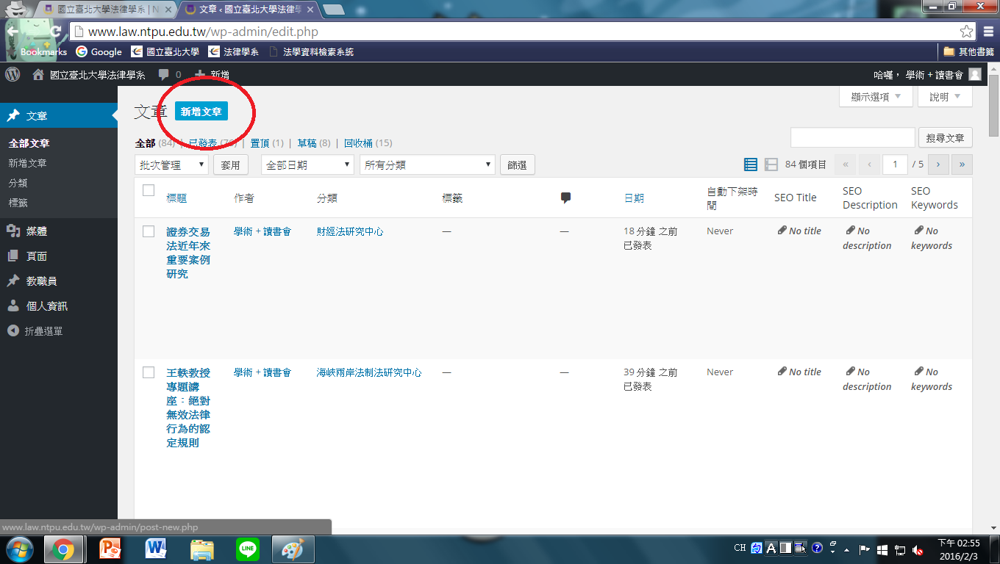 國立臺北大學法律學系 | N
文章 ‹ 國立臺北大學法律學
www.law.ntpu.edu.tw/wp-admin/edit.php
Bookmarks Google 國立臺北大學 法律學系 法學資料檢索系統 其他書籤
國立臺北大學法律學系 0 新增 哈囉， 學術 + 讀書會
文章 新增文章 顯示選項 說明
文章
全部文章
新增文章
分類
標籤
媒體
頁面
教職員
個人資訊
折疊選單
全部 (84) | 已發表 | 置頂 (1) | 草稿 (8) | 回收桶 (15)
搜尋文章
批次管理 套用 全部日期 所有分類 篩選 84 個項目 « ‹ 1 / 5 › »
標題 作者 分類 標籤 日期 自動下架時間 SEO Title SEO Description SEO Keywords
證券交易法近年來重要案例研究 學術 + 讀書會 財經法研究中心 — — 18 分鐘 之前 已發表 Never No title No description No keywords
王軼教授專題講座：絕對無效法律行為的認定規則 學術 + 讀書會 海峽兩岸法制法研究中心 — — 39 分鐘 之前 已發表 Never No title No description No keywords
www.law.ntpu.edu.tw/wp-admin/post-new.php
LINE
CH
A
下午 02:55
2016/2/3